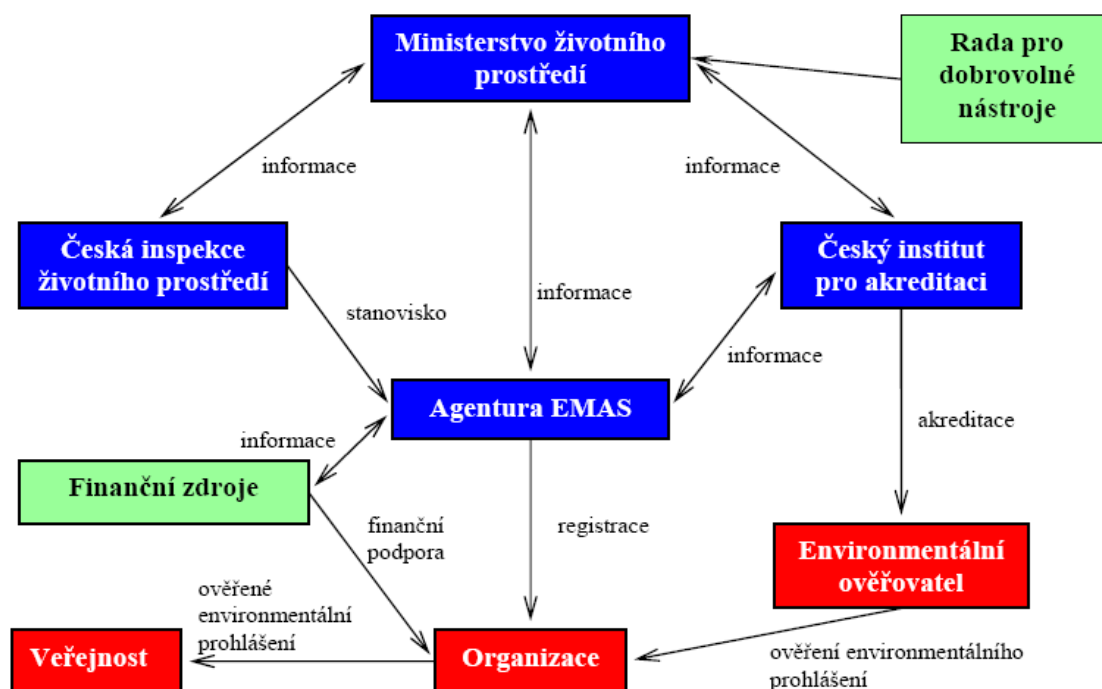 Ministerstvo životního
prostředí
Rada pro
dobrovolné
nástroje
informace
informace
Česká inspekce
životního prostředí
Český institut
pro akreditaci
informace
stanovisko
informace
Agentura EMAS
akreditace
informace
Finanční zdroje
finanční
podpora
registrace
Environmentální
ověřovatel
ověřené
environmentální
prohlášení
Veřejnost
Organizace
ověření environmentálního
prohlášení